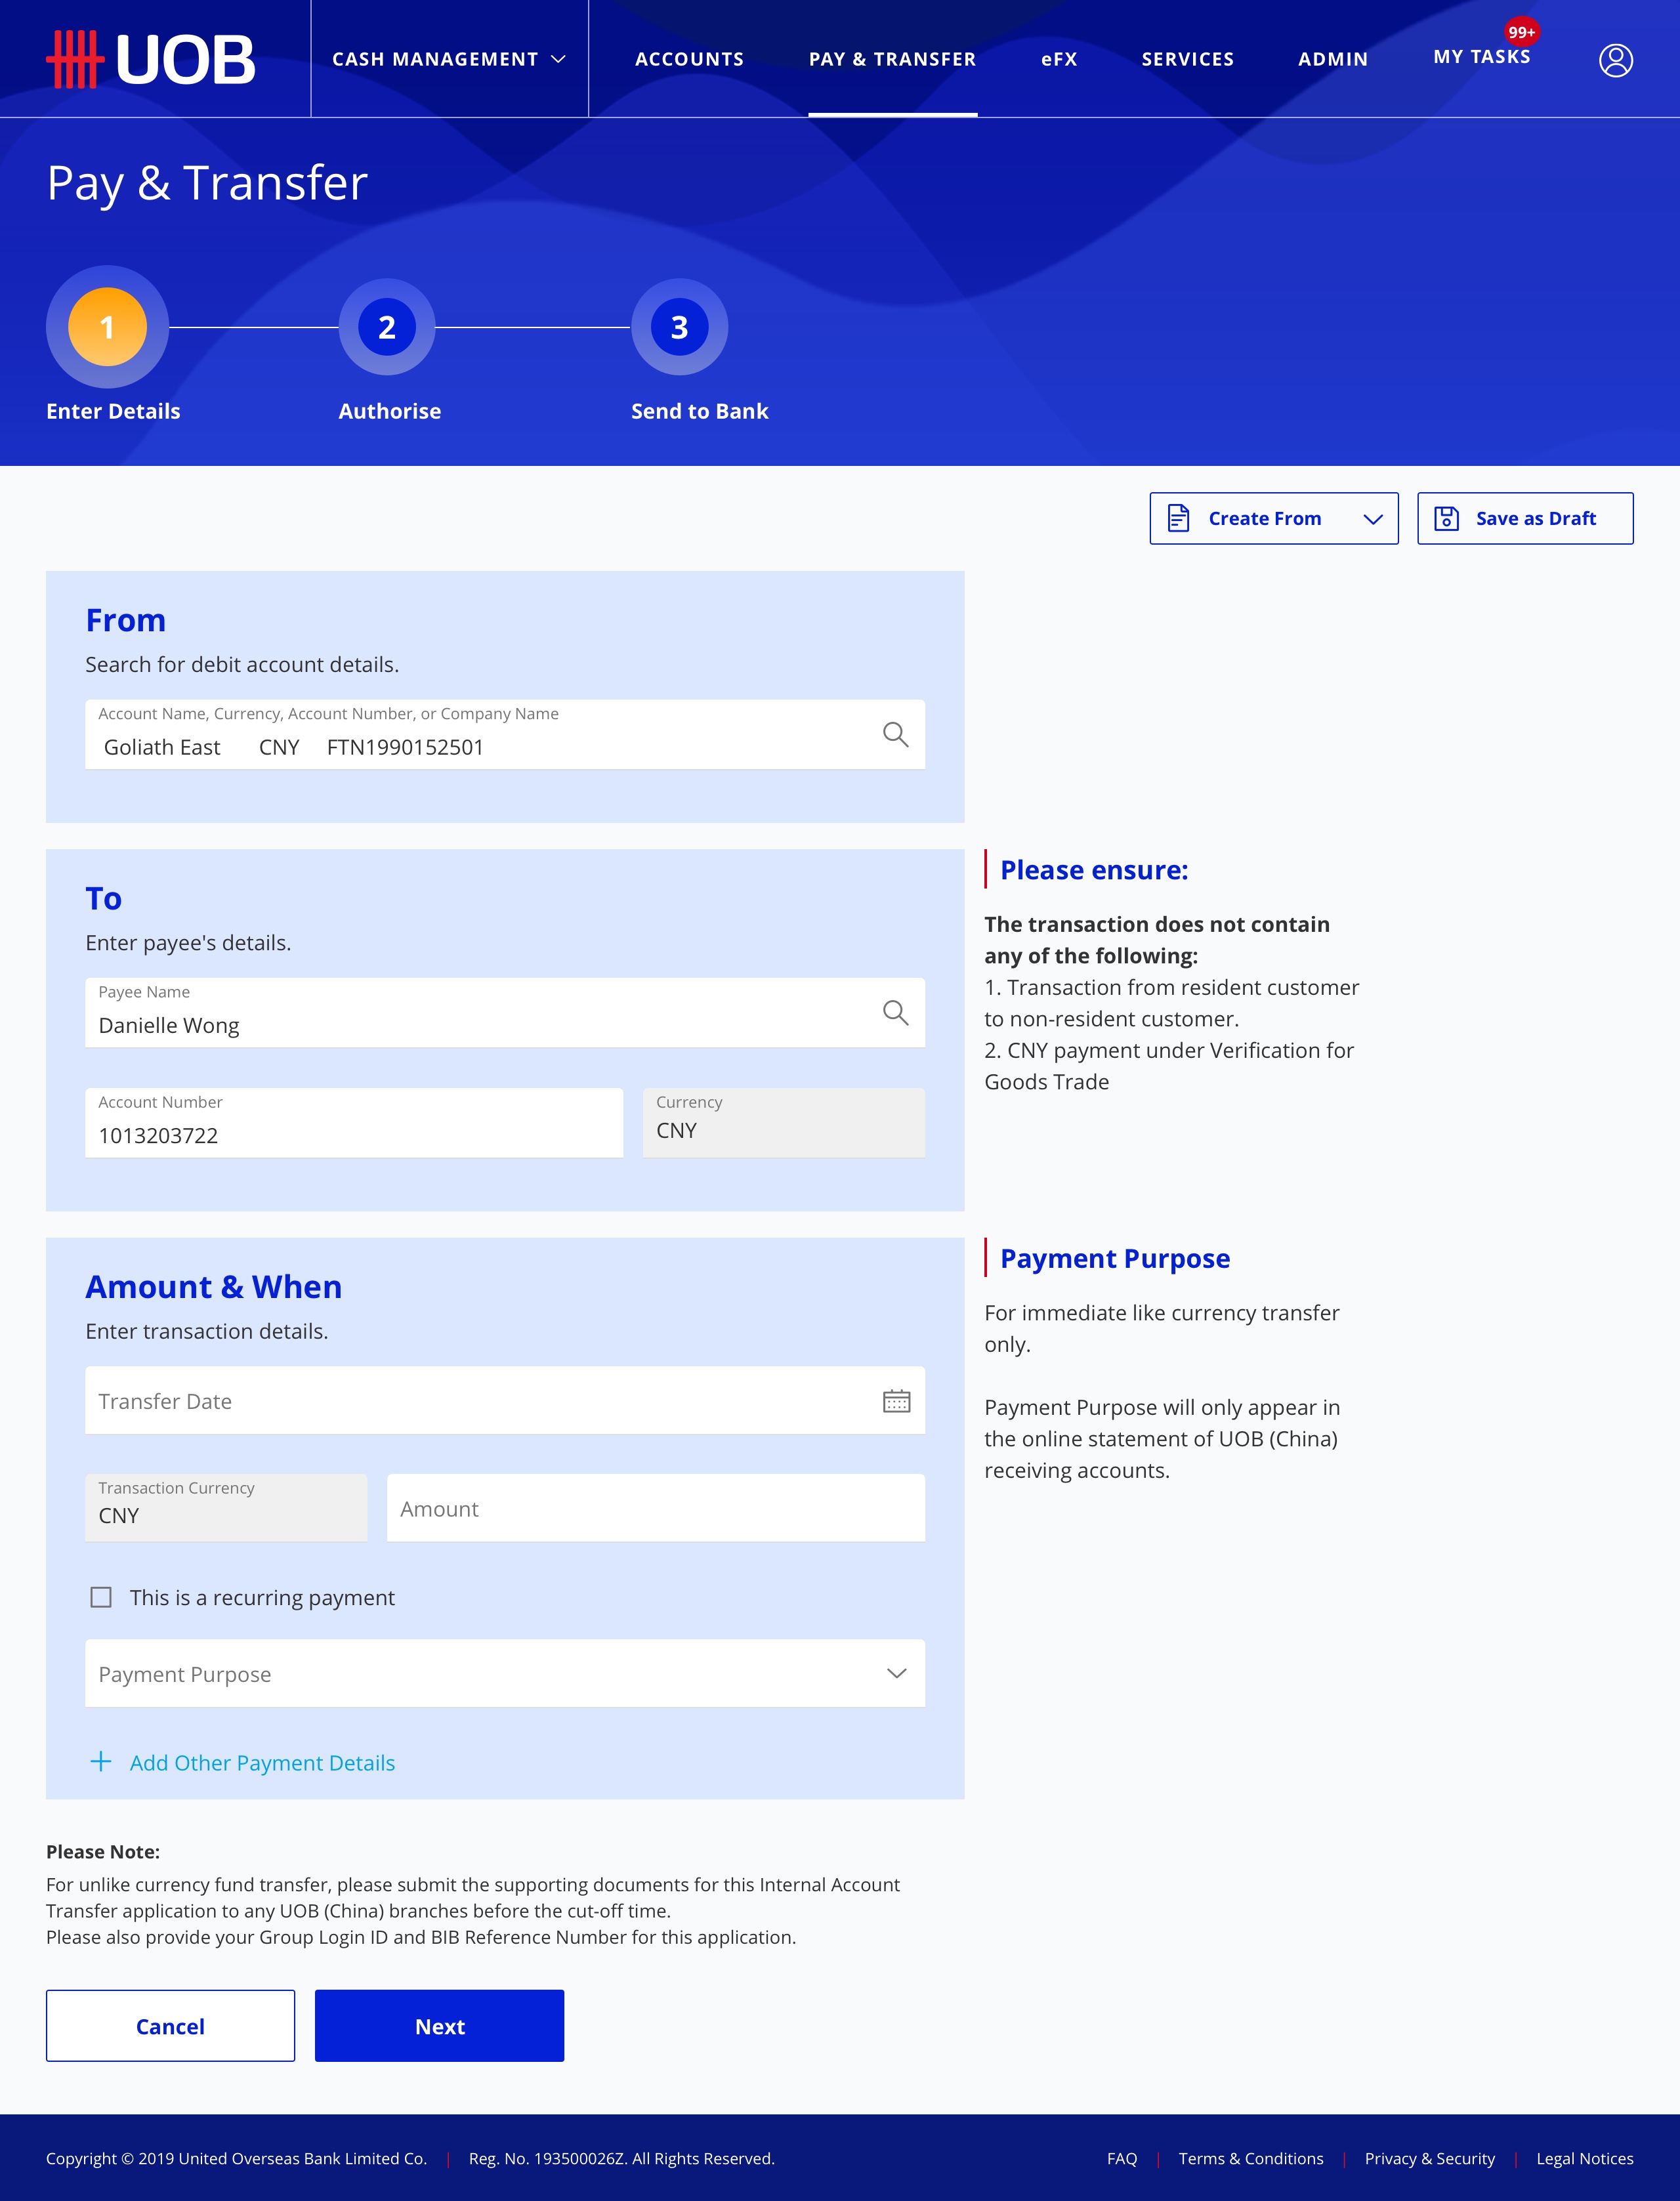 UOB
CASH MANAGEMENT
ACCOUNTS
PAY & TRANSFER
eFX
SERVICES
ADMIN
MY TASKS
99+
Pay & Transfer
1
2
3
Enter Details
Authorise
Send to Bank
Create From
Save as Draft
From
Search for debit account details.
Account Name, Currency, Account Number, or Company Name
Goliath East CNY FTN1990152501
To
Enter payee's details.
Payee Name
Danielle Wong
Account Number
1013203722
Currency
CNY
Please ensure:
The transaction does not contain
any of the following:
1. Transaction from resident customer
to non-resident customer.
2. CNY payment under Verification for
Goods Trade
Amount & When
Enter transaction details.
Transfer Date
Transaction Currency
CNY
Amount
This is a recurring payment
Payment Purpose
Add Other Payment Details
Payment Purpose
For immediate like currency transfer
only.
Payment Purpose will only appear in
the online statement of UOB (China)
receiving accounts.
Please Note:
For unlike currency fund transfer, please submit the supporting documents for this Internal Account
Transfer application to any UOB (China) branches before the cut-off time.
Please also provide your Group Login ID and BIB Reference Number for this application.
Cancel
Next
Copyright © 2019 United Overseas Bank Limited Co. | Reg. No. 193500026Z. All Rights Reserved.
FAQ | Terms & Conditions | Privacy & Security | Legal Notices